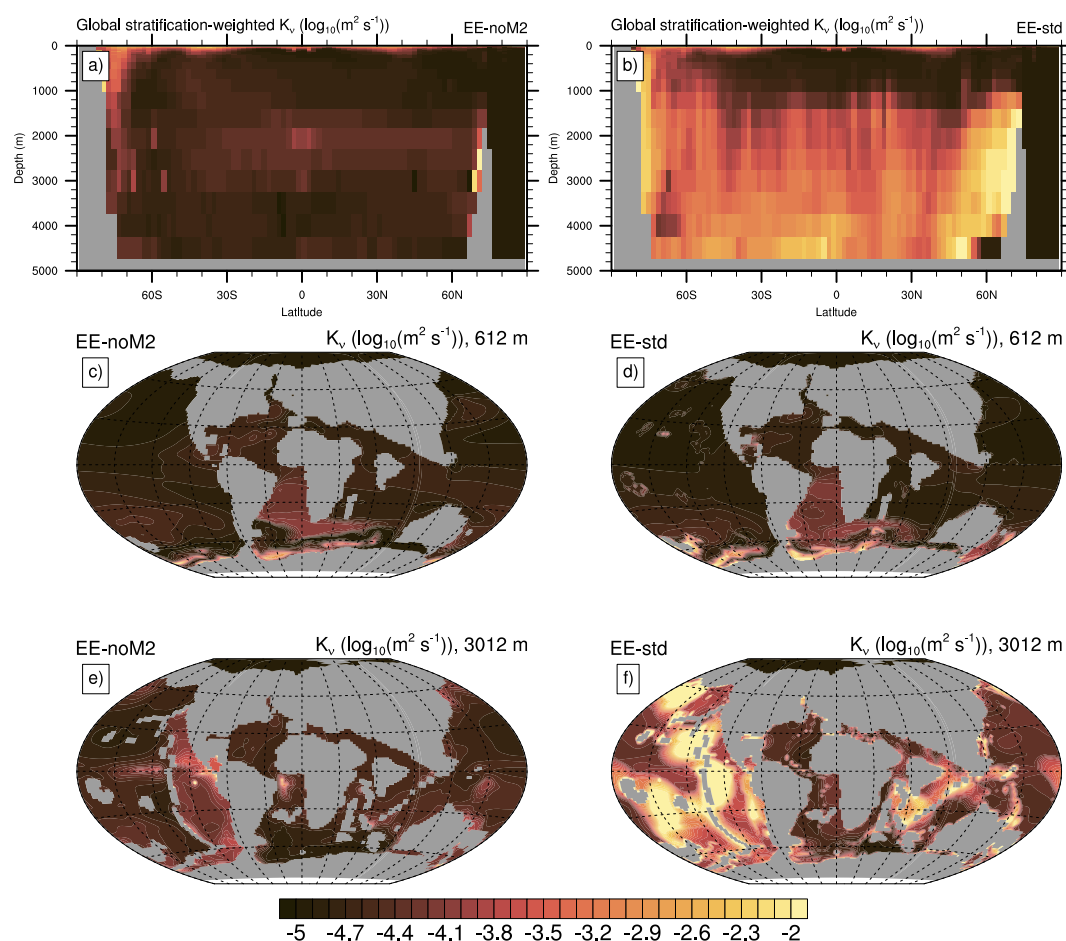 Global stratification-weighted Kv (log10(m2 s-1)) EE-noM2
a)
0
1000
2000
3000
4000
5000
Depth (m)
60S 30S 0 30N 60N
Latitude
Global stratification-weighted Kv (log10(m2 s-1)) EE-std
b)
0
1000
2000
3000
4000
5000
Depth (m)
60S 30S 0 30N 60N
Latitude
EE-noM2 Kv (log10(m2 s-1)), 612 m
c)
EE-std Kv (log10(m2 s-1)), 612 m
d)
EE-noM2 Kv (log10(m2 s-1)), 3012 m
e)
EE-std Kv (log10(m2 s-1)), 3012 m
f)
-5 -4.7 -4.4 -4.1 -3.8 -3.5 -3.2 -2.9 -2.6 -2.3 -2